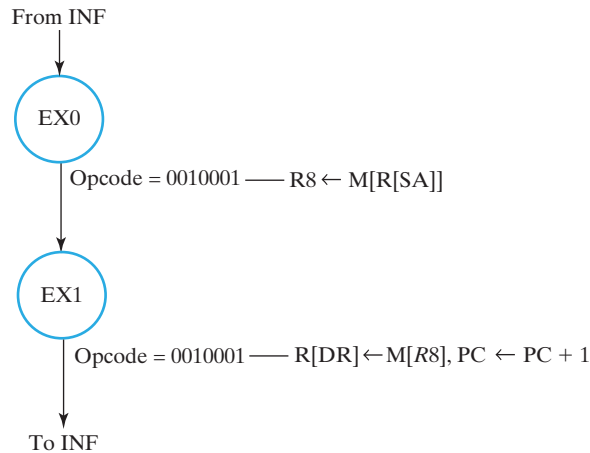 From INF
EX0
Opcode = 0010001 — R8 ← M[R[SA]]
EX1
Opcode = 0010001 — R[DR] ← M[R8], PC ← PC + 1
To INF